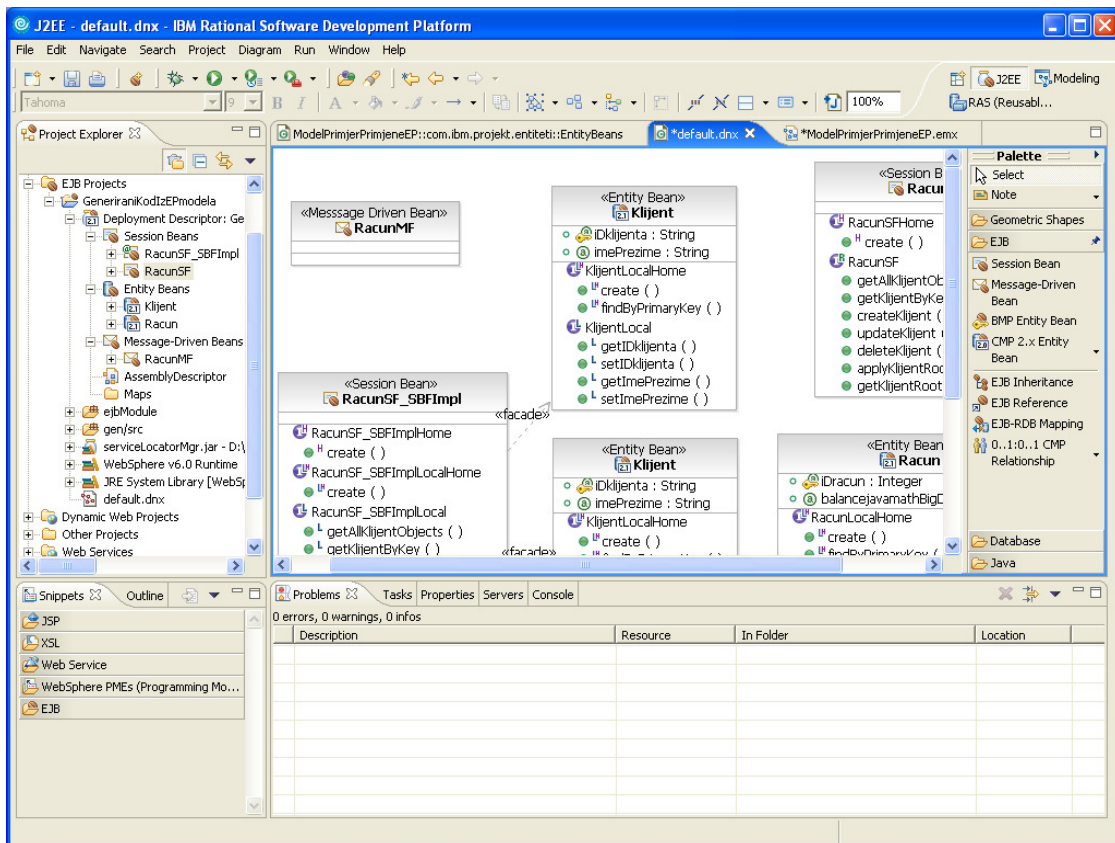 J2EE - default.dnx - IBM Rational Software Development Platform
File Edit Navigate Search Project Diagram Run Window Help
J2EE Modeling
Tahoma 9 B I A 100% RAS (Reusabl...
Project Explorer
EJB Projects
GeneriraniKodIzEPmodela
Deployment Descriptor: Ge
Session Beans
RacunSF_SBFImpl
RacunSF
Entity Beans
Klijent
Racun
Message-Driven Beans
RacunMF
AssemblyDescriptor
Maps
ejbModule
gen/src
serviceLocatorMgr.jar - D:\
WebSphere v6.0 Runtime
JRE System Library [WebSp
default.dnx
Dynamic Web Projects
Other Projects
Web Services
ModelPrimjerPrimjeneEP::com.ibm.projekt.entiteti::EntityBeans
*default.dnx
*ModelPrimjerPrimjeneEP.emx
«Messsage Driven Bean»
RacunMF
«Session Bean»
RacunSF_SBFImpl
RacunSF_SBFImplHome
H create ( )
RacunSF_SBFImplLocalHome
LH create ( )
RacunSF_SBFImplLocal
L getAllKlijentObjects ( )
L getKlijentByKey ( )
«facade»
«facade»
«Entity Bean»
Klijent
iDklijenta : String
imePrezime : String
KlijentLocalHome
LH create ( )
LH findByPrimaryKey ( )
KlijentLocal
L getIDklijenta ( )
L setIDklijenta ( )
L getImePrezime ( )
L setImePrezime ( )
«Entity Bean»
Klijent
iDklijenta : String
imePrezime : String
KlijentLocalHome
LH create ( )
«Session B
Racu
RacunSFHome
H create ( )
RacunSF
getAllKlijentOb
getKlijentByKe
createKlijent (
updateKlijent
deleteKlijent (
applyKlijentRoo
getKlijentRoot
«Entity Bean
Racun
iDracun : Integer
balancejavamathBigD
RacunLocalHome
LH create ( )
LH findByPrimaryKey (
Palette
Select
Note
Geometric Shapes
EJB
Session Bean
Message-Driven
Bean
BMP Entity Bean
CMP 2.x Entity
Bean
EJB Inheritance
EJB Reference
EJB-RDB Mapping
0..1:0..1 CMP
Relationship
Database
Java
Snippets Outline
JSP
XSL
Web Service
WebSphere PMEs (Programming Mo...
EJB
Problems Tasks Properties Servers Console
0 errors, 0 warnings, 0 infos
Description Resource In Folder Location